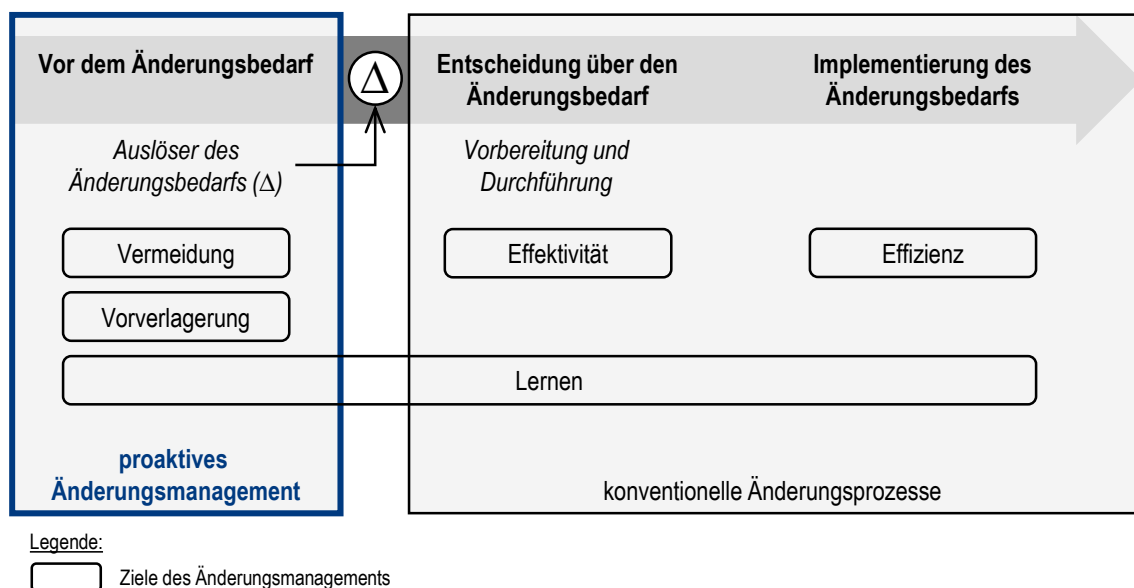 Vor dem Änderungsbedarf
Δ
Entscheidung über den
Änderungsbedarf
Implementierung des
Änderungsbedarfs
Auslöser des
Änderungsbedarfs (Δ)
Vorbereitung und
Durchführung
Vermeidung
Effektivität
Effizienz
Vorverlagerung
Lernen
proaktives
Änderungsmanagement
konventionelle Änderungsprozesse
Legende:
Ziele des Änderungsmanagements